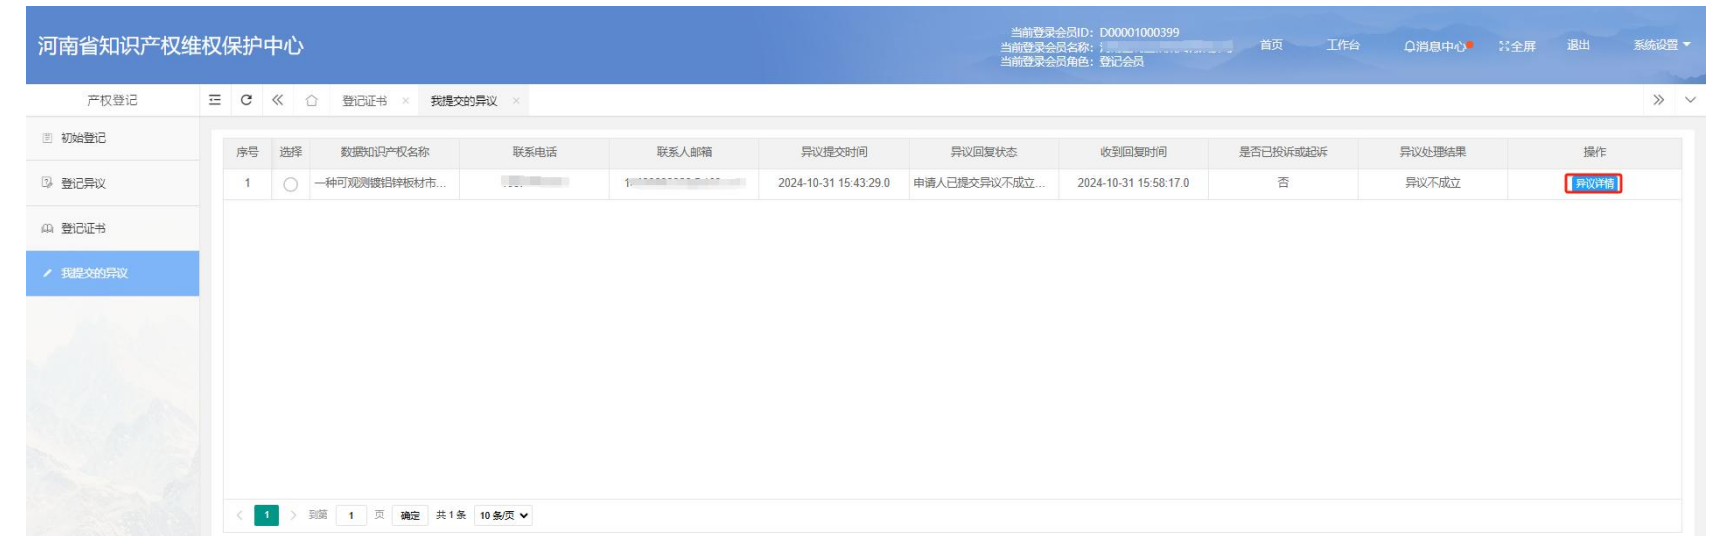 河南省知识产权维权保护中心
当前登录会员ID：D00001000399
当前登录会员名称：
当前登录会员角色：登记会员
首页 工作台 消息中心 全屏 退出 系统设置
产权登记 登记证书 × 我提交的异议 ×
初始登记
登记异议
登记证书
我提交的异议
序号 选择 数据知识产权名称 联系电话 联系人邮箱 异议提交时间 异议回复状态 收到回复时间 是否已投诉或起诉 异议处理结果 操作
1 一种可观测镀铝锌板材市... 2024-10-31 15:43:29.0 申请人已提交异议不成立... 2024-10-31 15:58:17.0 否 异议不成立 异议详情
< 1 > 到第 1 页 确定 共 1 条 10 条/页